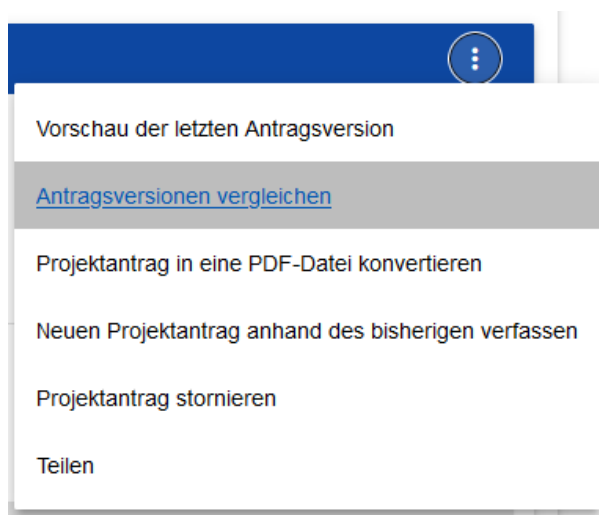 Vorschau der letzten Antragsversion
Antragsversionen vergleichen
Projektantrag in eine PDF-Datei konvertieren
Neuen Projektantrag anhand des bisherigen verfassen
Projektantrag stornieren
Teilen